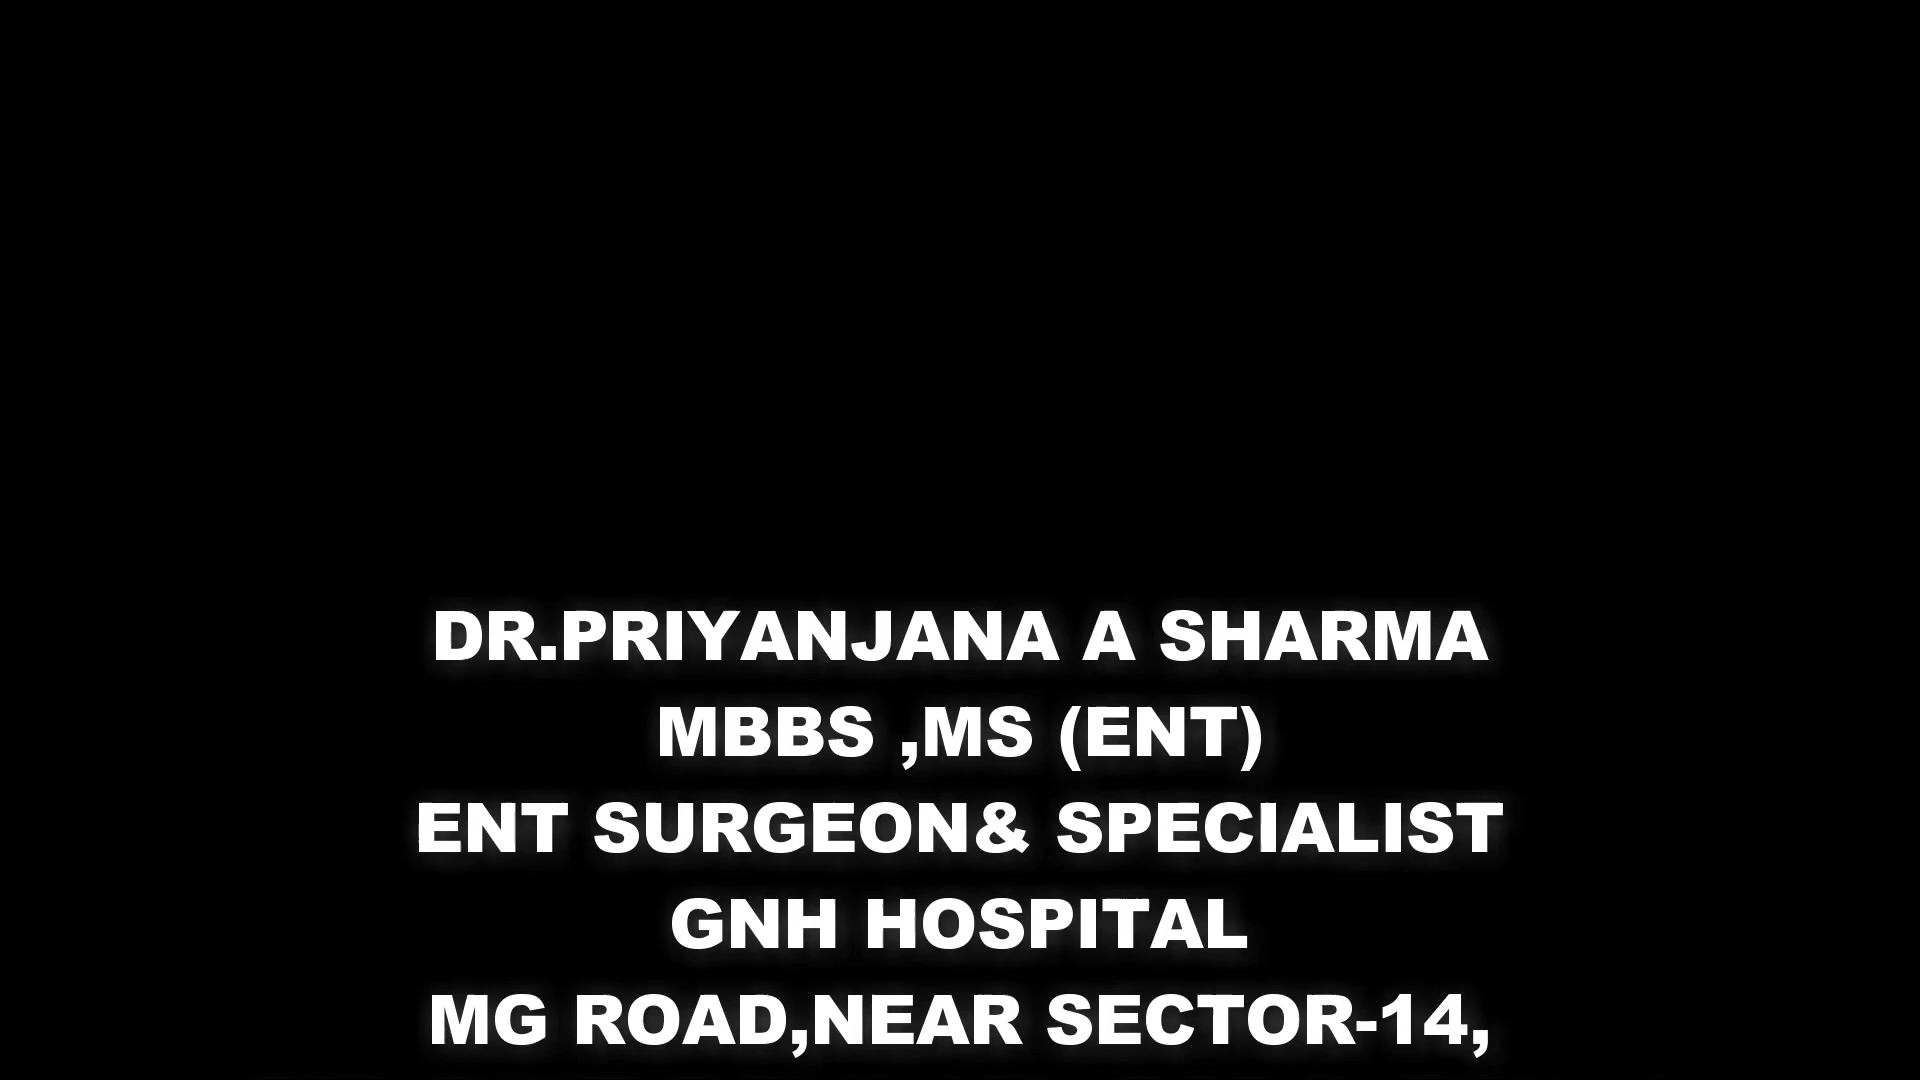 DR.PRIYANJANA A SHARMA
MBBS ,MS (ENT)
ENT SURGEON& SPECIALIST
GNH HOSPITAL
MG ROAD,NEAR SECTOR-14,